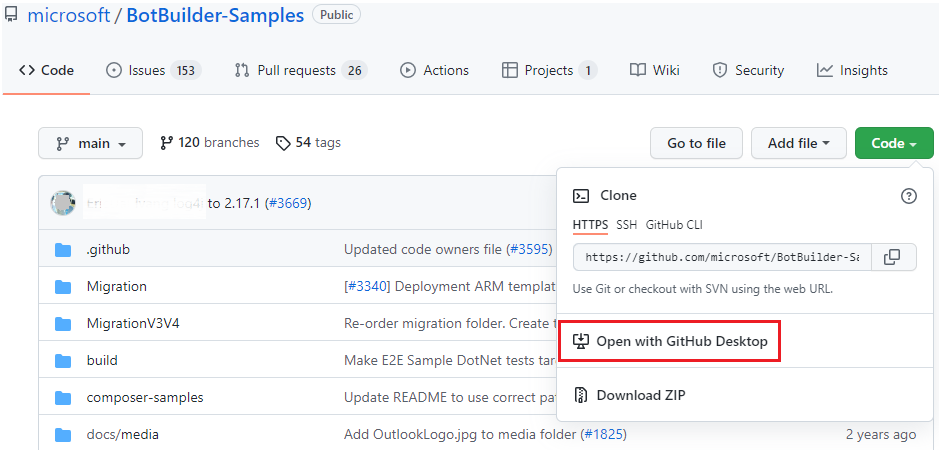 microsoft / BotBuilder-Samples Public
Code Issues 153 Pull requests 26 Actions Projects 1 Wiki Security Insights
main 120 branches 54 tags Go to file Add file Code
to 2.17.1 (#3669)
Clone
HTTPS SSH GitHub CLI
https://github.com/microsoft/BotBuilder-Sa
Use Git or checkout with SVN using the web URL.
Open with GitHub Desktop
Download ZIP
.github Updated code owners file (#3595)
Migration [#3340] Deployment ARM template
MigrationV3V4 Re-order migration folder. Create t
build Make E2E Sample DotNet tests tar
composer-samples Update README to use correct pa
docs/media Add OutlookLogo.jpg to media folder (#1825) 2 years ago